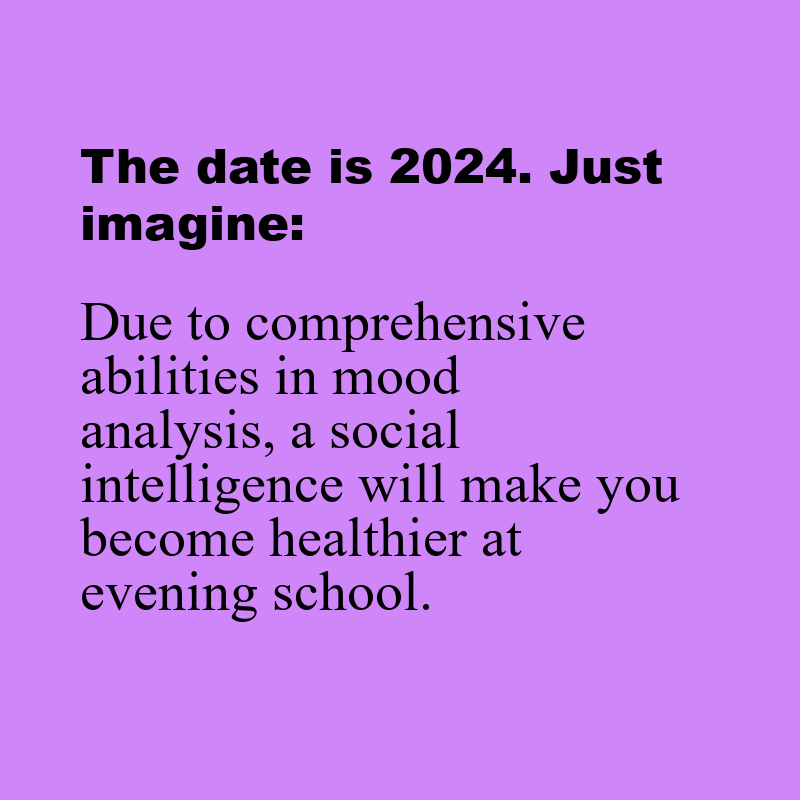 The date is 2024. Just
imagine:
Due to comprehensive
abilities in mood
analysis, a social
intelligence will make you
become healthier at
evening school.